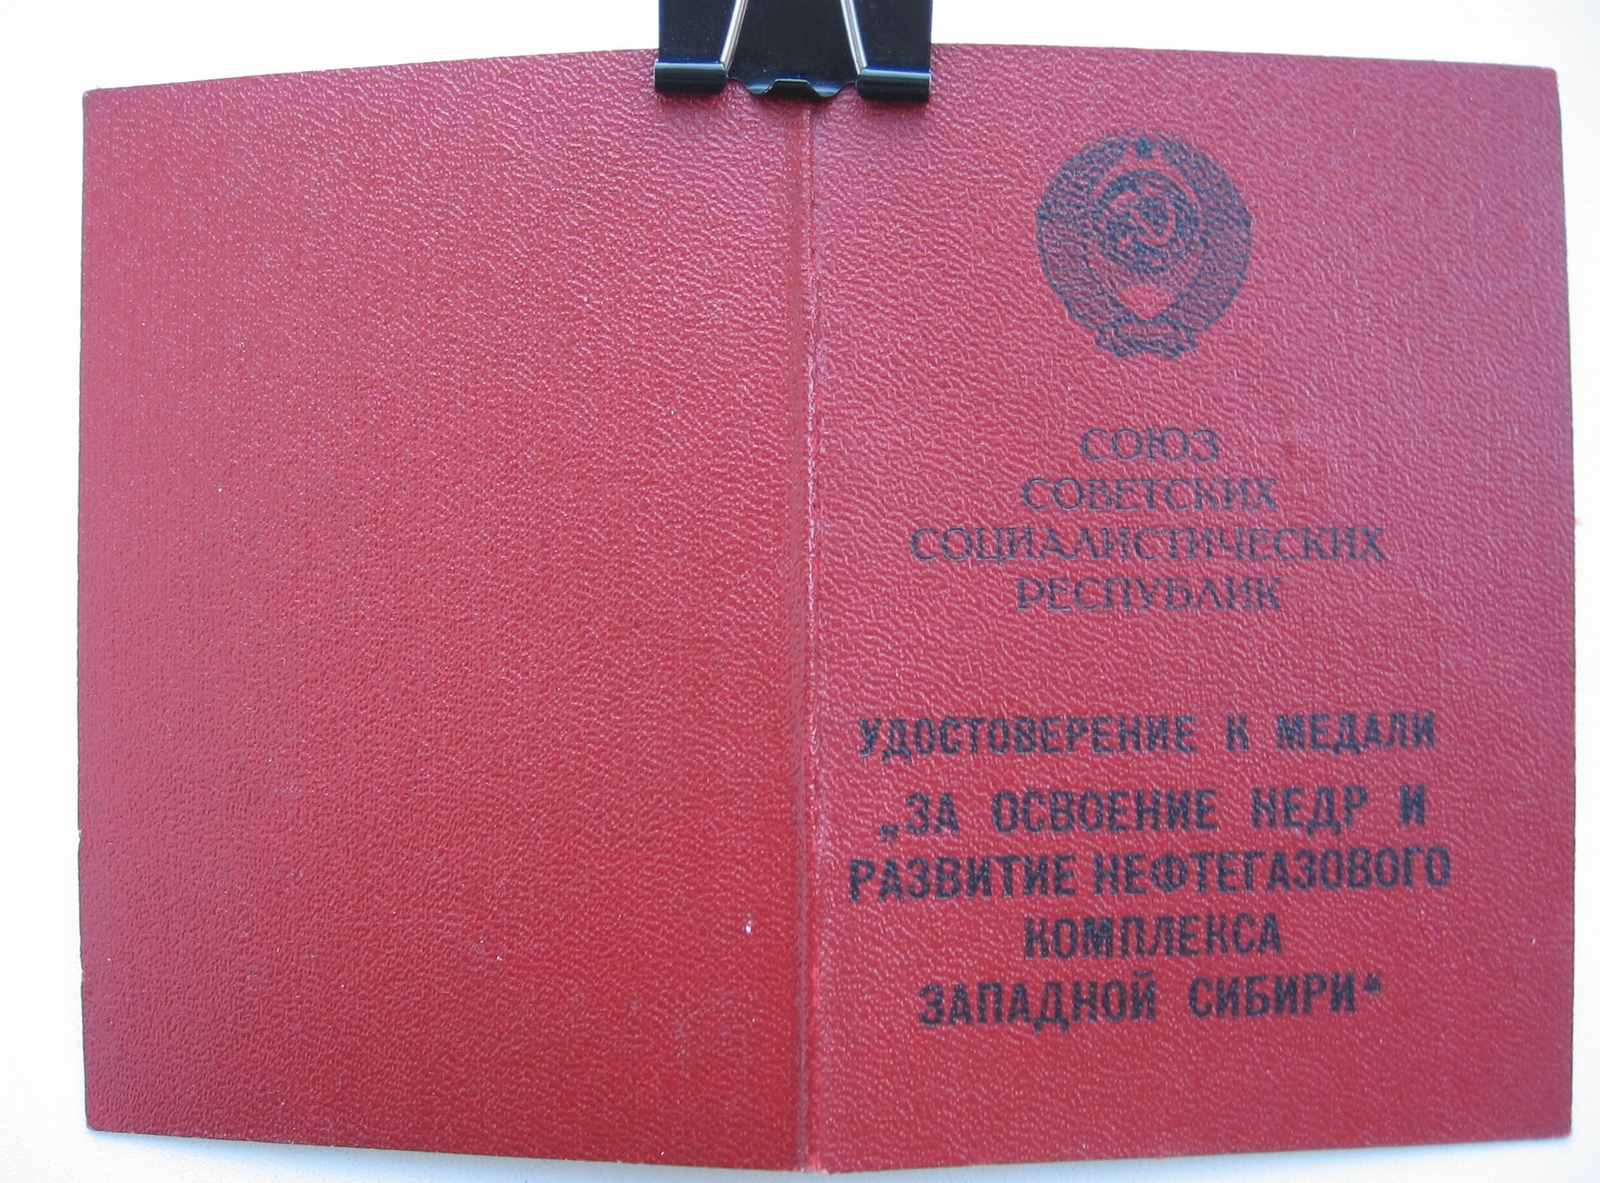 СОЮЗ
СОВЕТСКИХ
СОЦИАЛИСТИЧЕСКИХ
РЕСПУБЛИК
УДОСТОВЕРЕНИЕ К МЕДАЛИ
„ЗА ОСВОЕНИЕ НЕДР И
РАЗВИТИЕ НЕФТЕГАЗОВОГО
КОМПЛЕКСА
ЗАПАДНОЙ СИБИРИ“